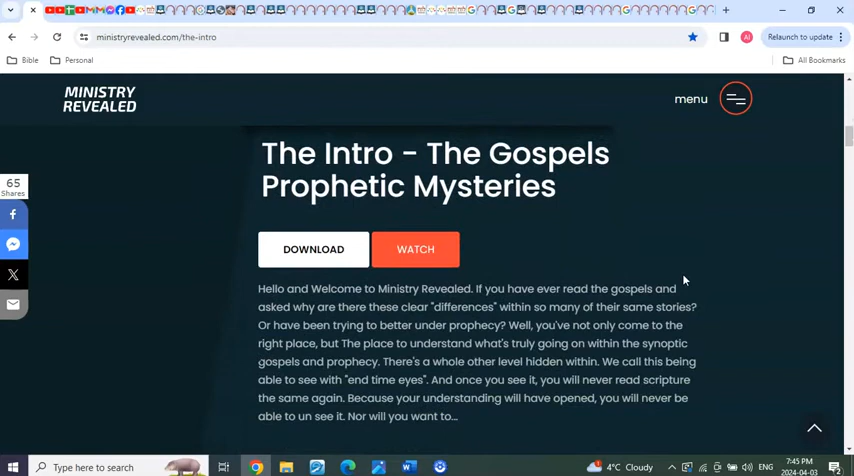 ministryrevealed.com/the-intro
Relaunch to update
Bible
Personal
All Bookmarks
MINISTRY
REVEALED
menu
The Intro - The Gospels
Prophetic Mysteries
65
Shares
DOWNLOAD
WATCH
Hello and Welcome to Ministry Revealed. If you have ever read the gospels and
asked why are there these clear "differences" within so many of their same stories?
Or have been trying to better under prophecy? Well, you've not only come to the
right place, but The place to understand what's truly going on within the synoptic
gospels and prophecy. There's a whole other level hidden within. We call this being
able to see with "end time eyes". And once you see it, you will never read scripture
the same again. Because your understanding will have opened, you will never be
able to un see it. Nor will you want to...
Type here to search
4°C Cloudy
ENG
7:45 PM
2024-04-03